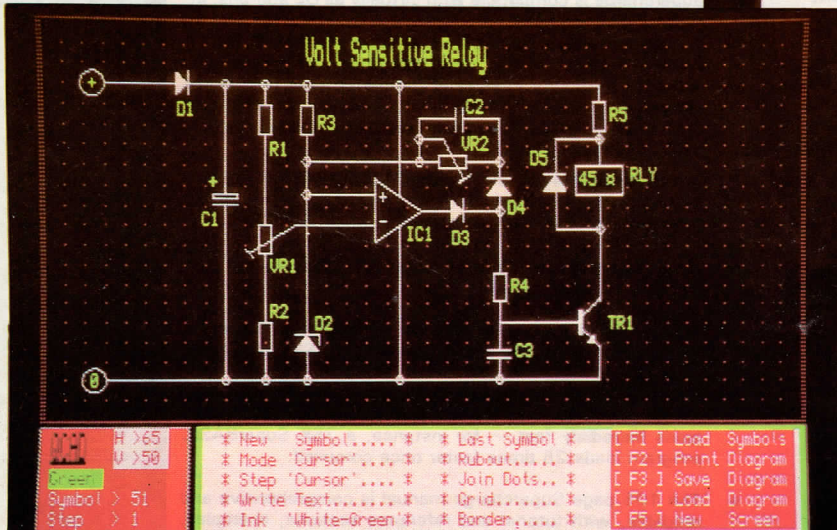 Volt Sensitive Relay
+
D1
R1
R3
C2
VR2
R5
D5
45 ¤
RLY
D4
+
C1
+
-
IC1
D3
VR1
R4
R2
D2
TR1
C3
0
H >65
V >50
Green
Symbol > 51
Step > 1
* New Symbol..... *
* Mode 'Cursor'.... *
* Step 'Cursor'.... *
* Write Text....... *
* Ink 'White-Green'*
* Last Symbol *
* Rubout..... *
* Join Dots.. *
* Grid....... *
* Border..... *
[ F1 ] Load Symbols
[ F2 ] Print Diagram
[ F3 ] Save Diagram
[ F4 ] Load Diagram
[ F5 ] New Screen